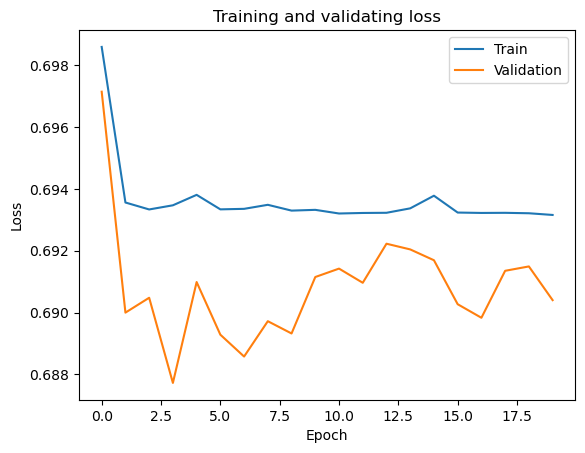 Training and validating loss
Train
Validation
0.698
0.696
0.694
0.692
0.690
0.688
Loss
0.0 2.5 5.0 7.5 10.0 12.5 15.0 17.5
Epoch